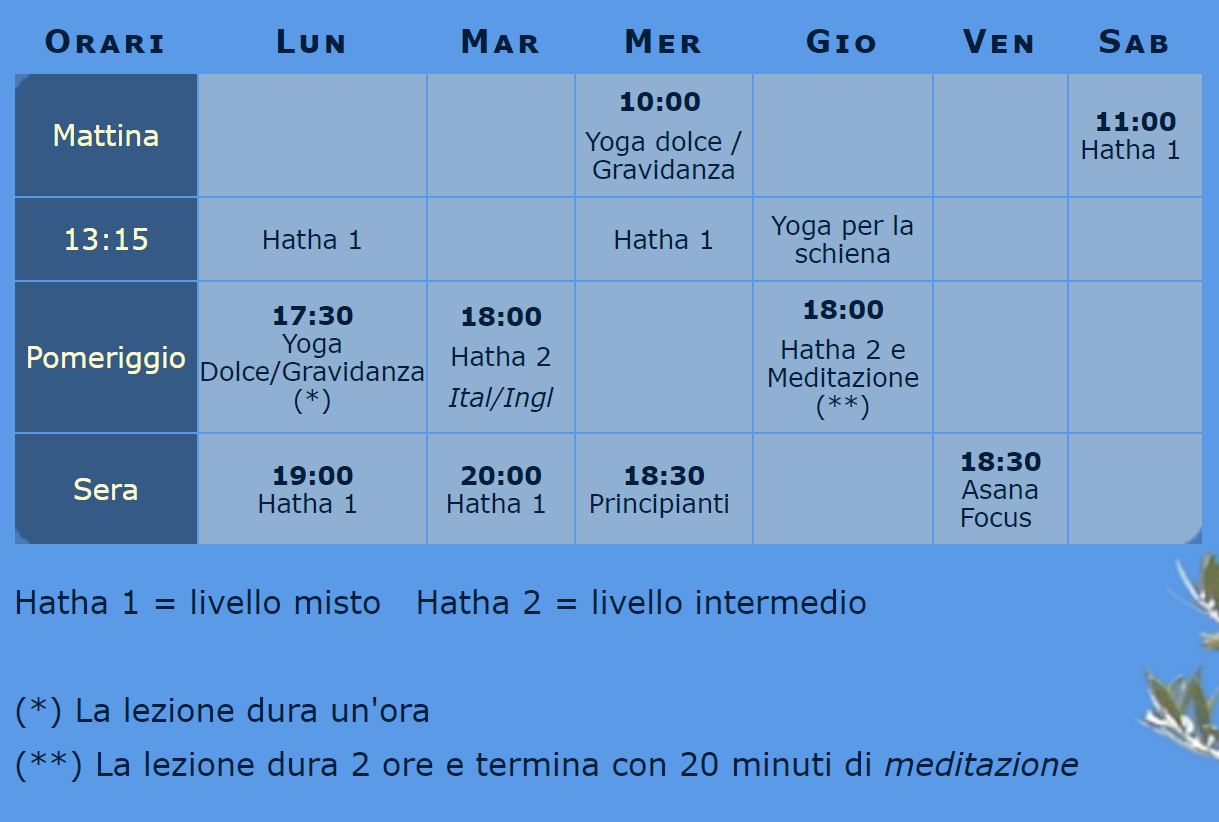 Orari Lun Mar Mer Gio Ven Sab
Mattina
10:00
Yoga dolce /
Gravidanza
11:00
Hatha 1
13:15
Hatha 1
Hatha 1
Yoga per la
schiena
Pomeriggio
17:30
Yoga
Dolce/Gravidanza
(*)
18:00
Hatha 2
Ital/Ingl
18:00
Hatha 2 e
Meditazione
(**)
Sera
19:00
Hatha 1
20:00
Hatha 1
18:30
Principianti
18:30
Asana
Focus
Hatha 1 = livello misto Hatha 2 = livello intermedio
(*) La lezione dura un'ora
(**) La lezione dura 2 ore e termina con 20 minuti di meditazione